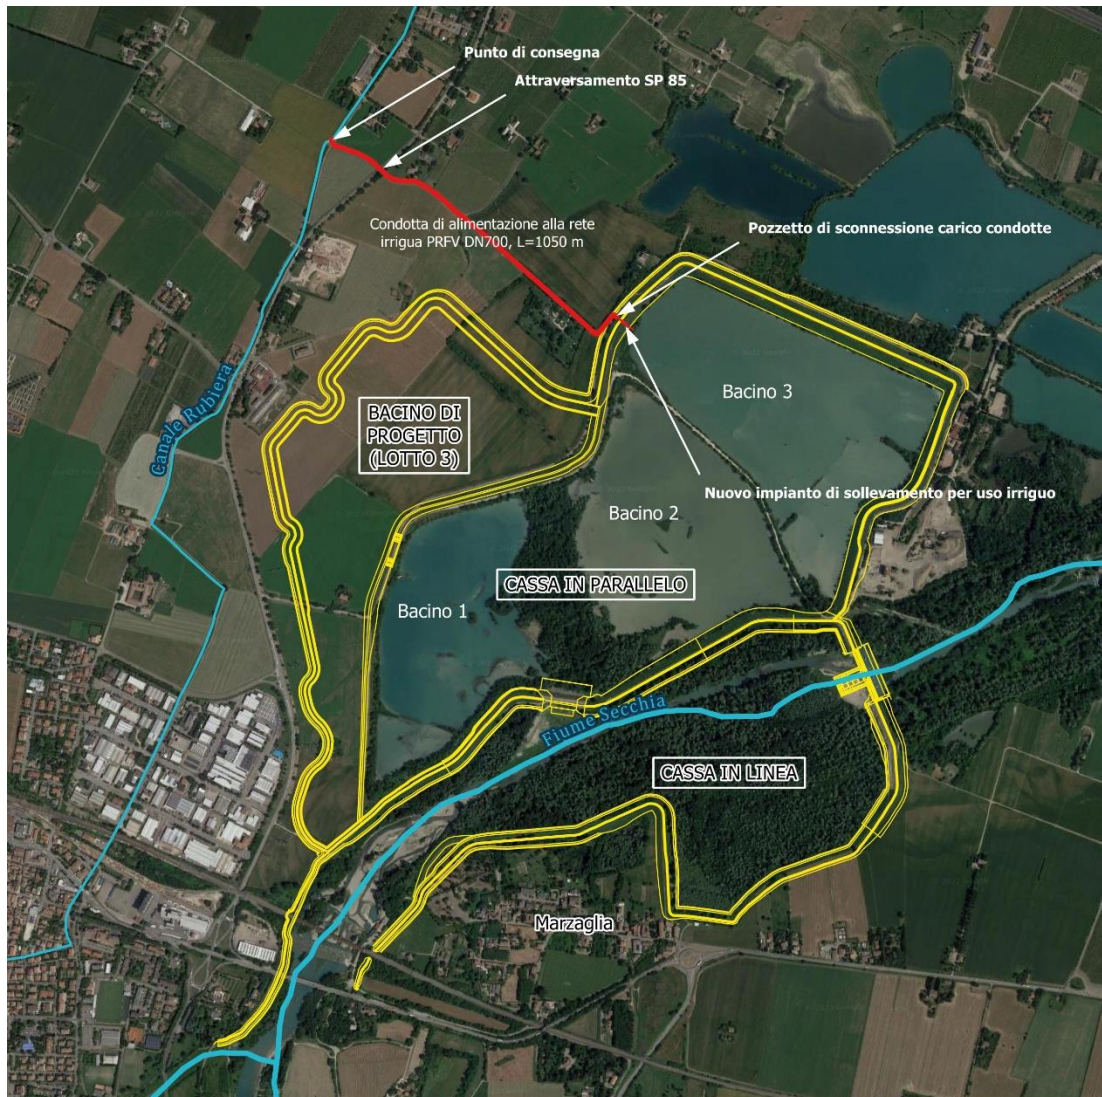 Punto di consegna
Attraversamento SP 85
Condotta di alimentazione alla rete
irrigua PRFV DN700, L=1050 m
Pozzetto di sconnessione carico condotte
Canale Rubiera
BACINO DI
PROGETTO
(LOTTO 3)
Bacino 3
Nuovo impianto di sollevamento per uso irriguo
Bacino 2
CASSA IN PARALLELO
Bacino 1
Fiume Secchia
CASSA IN LINEA
Marzaglia